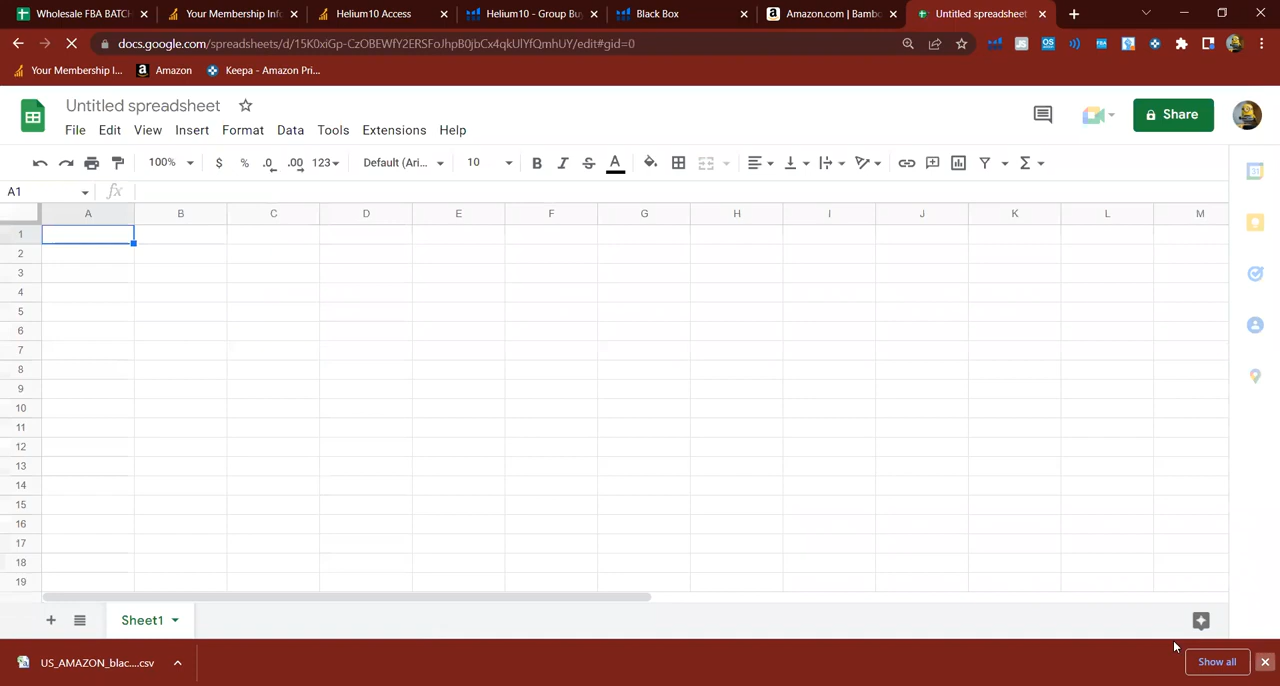 Wholesale FBA BATCH
Your Membership Info
Helium10 Access
Helium10 - Group Buy
Black Box
Amazon.com | Bambo
Untitled spreadsheet
docs.google.com/spreadsheets/d/15K0xiGp-CzOBEWfY2ERSFoJhpB0jbCx4qkUlYfQmhUY/edit#gid=0
Your Membership I...
Amazon
Keepa - Amazon Pri...
Untitled spreadsheet
File Edit View Insert Format Data Tools Extensions Help
Share
100% $ % .0 .00 123 Default (Ari... 10 B I S A Σ
A1 fx
A B C D E F G H I J K L M
1
2
3
4
5
6
7
8
9
10
11
12
13
14
15
16
17
18
19
+ Sheet1
US_AMAZON_blac....csv
Show all